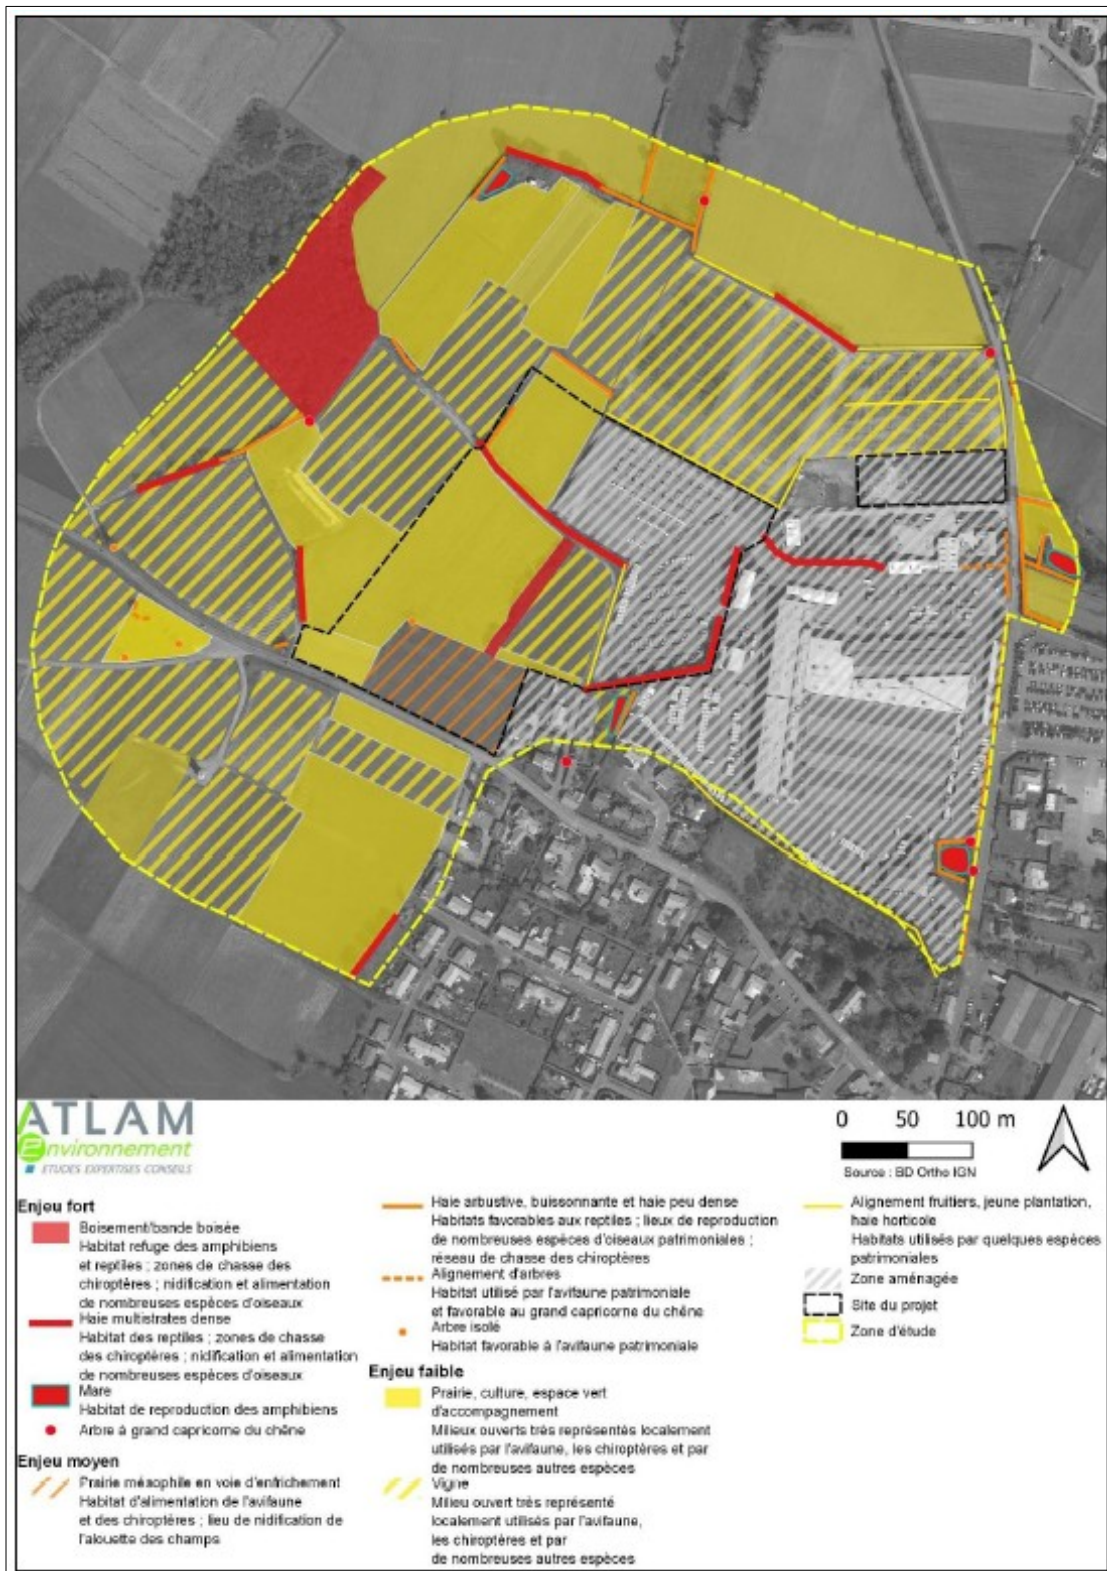 ATLAM
Environnement
ETUDES EXPERTISES CONSEILS
0 50 100 m
Source : BD Ortho IGN
Enjeu fort
Boisement/bande boisée
Habitat refuge des amphibiens
et reptiles ; zones de chasse des
chiroptères ; nidification et alimentation
de nombreuses espèces d'oiseaux
Haie multistrates dense
Habitat des reptiles ; zones de chasse
des chiroptères ; nidification et alimentation
de nombreuses espèces d'oiseaux
Mare
Habitat de reproduction des amphibiens
Arbre à grand capricorne du chêne
Enjeu moyen
Prairie mésophile en voie d'enfrichement
Habitat d'alimentation de l'avifaune
et des chiroptères ; lieu de nidification de
l'alouette des champs
Haie arbustive, buissonnante et haie peu dense
Habitats favorables aux reptiles ; lieux de reproduction
de nombreuses espèces d'oiseaux patrimoniales ;
réseau de chasse des chiroptères
Alignement d'arbres
Habitat utilisé par l'avifaune patrimoniale
et favorable au grand capricorne du chêne
Arbre isolé
Habitat favorable à l'avifaune patrimoniale
Enjeu faible
Prairie, culture, espace vert
d'accompagnement
Milieux ouverts très représentés localement
utilisés par l'avifaune, les chiroptères et par
de nombreuses autres espèces
Vigne
Milieu ouvert très représenté
localement utilisés par l'avifaune,
les chiroptères et par
de nombreuses autres espèces
Alignement fruitiers, jeune plantation,
haie horticole
Habitats utilisés par quelques espèces
patrimoniales
Zone aménagée
Site du projet
Zone d'étude